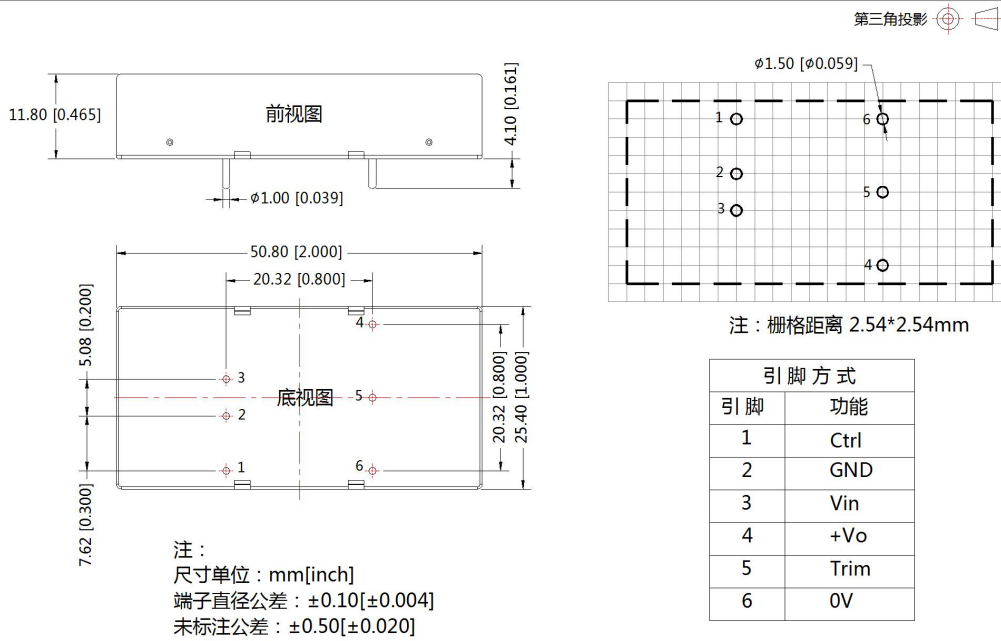 第三角投影
11.80 [0.465]
前视图
4.10 [0.161]
φ1.00 [0.039]
φ1.50 [φ0.059]
1
6
2
5
3
4
注：栅格距离 2.54*2.54mm
50.80 [2.000]
20.32 [0.800]
5.08 [0.200]
7.62 [0.300]
4
3
底视图
5
2
1
6
20.32 [0.800]
25.40 [1.000]
注：
尺寸单位：mm[inch]
端子直径公差：±0.10[±0.004]
未标注公差：±0.50[±0.020]
引脚方式
引脚 功能
1 Ctrl
2 GND
3 Vin
4 +Vo
5 Trim
6 0V